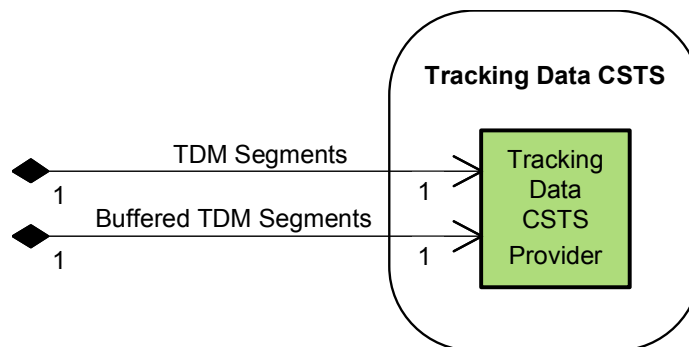 Tracking Data CSTS
TDM Segments
1
1
Buffered TDM Segments
1
1
Tracking
Data
CSTS
Provider